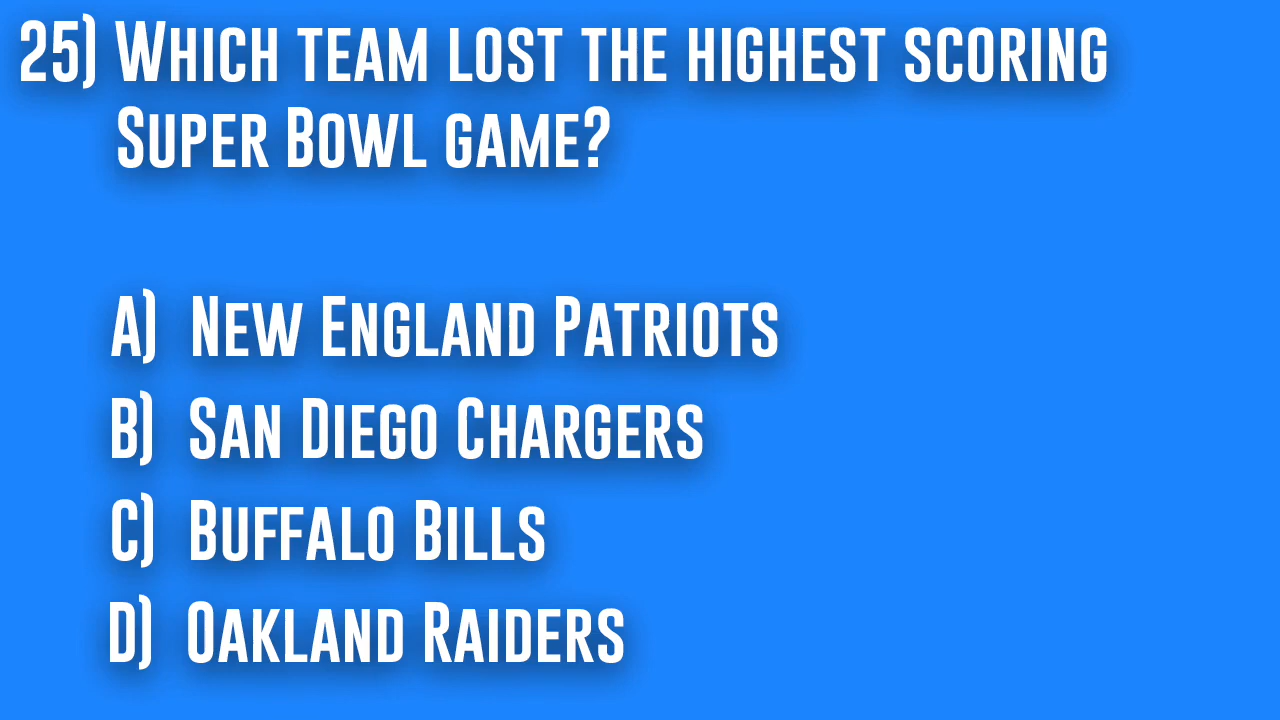 25) Which team lost the highest scoring
Super Bowl game?
A) New England Patriots
B) San Diego Chargers
C) Buffalo Bills
D) Oakland Raiders